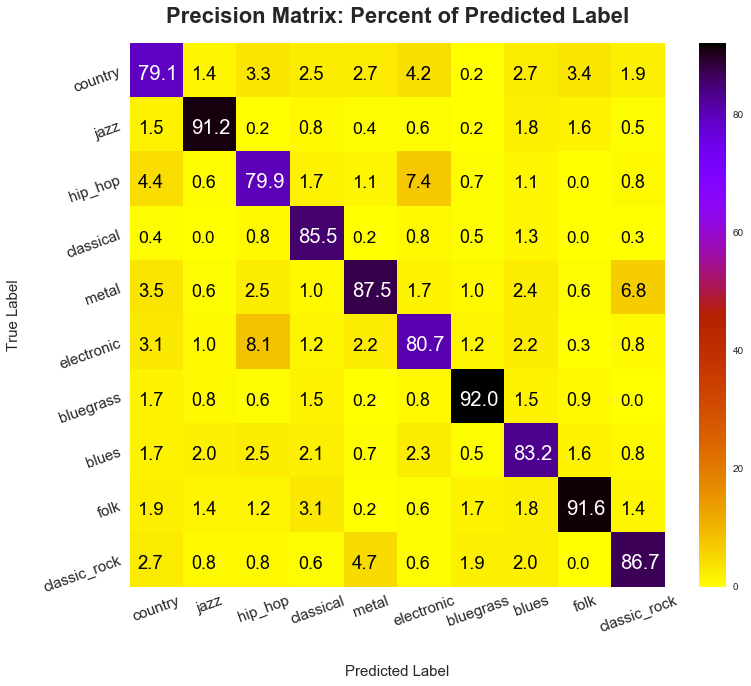 Precision Matrix: Percent of Predicted Label
country 79.1 1.4 3.3 2.5 2.7 4.2 0.2 2.7 3.4 1.9
jazz 1.5 91.2 0.2 0.8 0.4 0.6 0.2 1.8 1.6 0.5
hip_hop 4.4 0.6 79.9 1.7 1.1 7.4 0.7 1.1 0.0 0.8
classical 0.4 0.0 0.8 85.5 0.2 0.8 0.5 1.3 0.0 0.3
metal 3.5 0.6 2.5 1.0 87.5 1.7 1.0 2.4 0.6 6.8
electronic 3.1 1.0 8.1 1.2 2.2 80.7 1.2 2.2 0.3 0.8
bluegrass 1.7 0.8 0.6 1.5 0.2 0.8 92.0 1.5 0.9 0.0
blues 1.7 2.0 2.5 2.1 0.7 2.3 0.5 83.2 1.6 0.8
folk 1.9 1.4 1.2 3.1 0.2 0.6 1.7 1.8 91.6 1.4
classic_rock 2.7 0.8 0.8 0.6 4.7 0.6 1.9 2.0 0.0 86.7
country jazz hip_hop classical metal electronic bluegrass blues folk classic_rock
Predicted Label
True Label
80
60
40
20
0